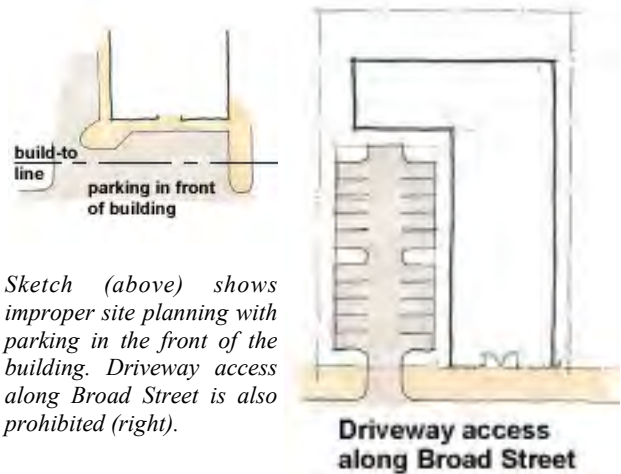 build-to
line
parking in front
of building
Sketch (above) shows
improper site planning with
parking in the front of the
building. Driveway access
along Broad Street is also
prohibited (right).
Driveway access
along Broad Street